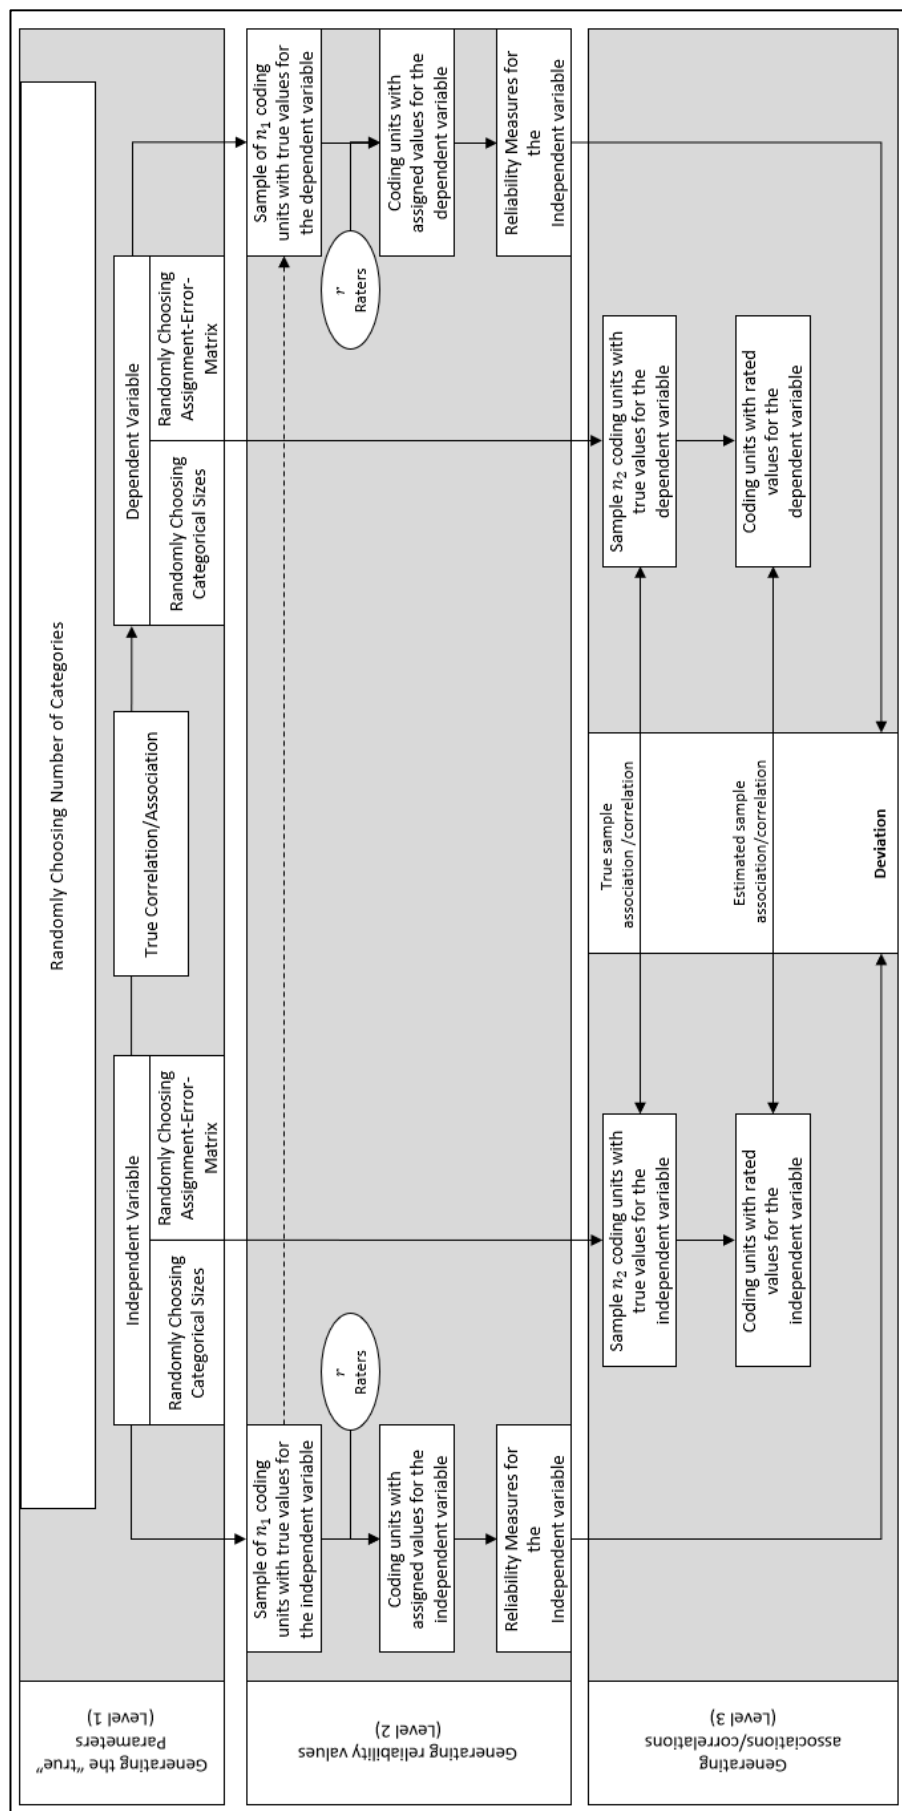 Generating the "true"
Parameters
(Level 1)
Randomly Choosing Number of Categories
Independent Variable
Randomly Choosing
Categorical Sizes
Randomly Choosing
Assignment-Error-
Matrix
True Correlation/Association
Dependent Variable
Randomly Choosing
Categorical Sizes
Randomly Choosing
Assignment-Error-
Matrix
Generating reliability values
(Level 2)
Sample of n₁ coding
units with true values for
the independent variable
r
Raters
Coding units with
assigned values for the
independent variable
Reliability Measures for
the
Independent variable
Sample of n₁ coding
units with true values for
the dependent variable
r
Raters
Coding units with
assigned values for the
dependent variable
Reliability Measures for
the
Independent variable
Generating
associations/correlations
(Level 3)
Sample n₂ coding units with
true values for the
independent variable
Coding units with rated
values for the
independent variable
True sample
association /correlation
Estimated sample
association/correlation
Deviation
Sample n₂ coding units with
true values for the
dependent variable
Coding units with rated
values for the
dependent variable